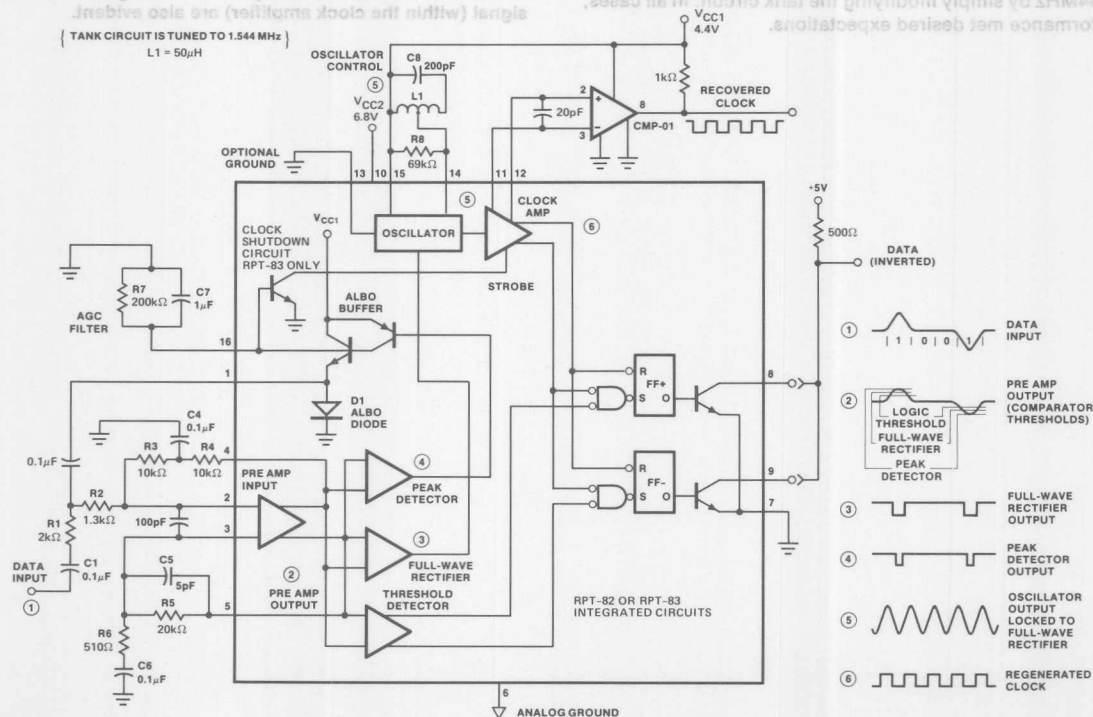 4MHz by simply modifying the tank circuit. In all cases,
formance met desired expectations.
signal (within the clock amplifier) are also evident.
{ TANK CIRCUIT IS TUNED TO 1.544 MHz }
L1 = 50µH
OSCILLATOR
CONTROL
5
C8
200pF
L1
R8
69kΩ
VCC2
6.8V
OPTIONAL
GROUND
13
10
15
14
11
12
VCC1
4.4V
1kΩ
20pF
2
+
3
−
8
CMP-01
RECOVERED
CLOCK
+5V
500Ω
DATA
(INVERTED)
OSCILLATOR
5
CLOCK
AMP
6
STROBE
VCC1
CLOCK
SHUTDOWN
CIRCUIT
RPT-83 ONLY
ALBO
BUFFER
R7
200kΩ
C7
1µF
AGC
FILTER
16
1
D1
ALBO
DIODE
C4
0.1µF
R3
10kΩ
R4
10kΩ
4
0.1µF
R2
1.3kΩ
2
PRE AMP
INPUT
100pF
3
R1
2kΩ
C1
0.1µF
DATA
INPUT
1
C5
5pF
R5
20kΩ
5
R6
510Ω
C6
0.1µF
2
PRE AMP
OUTPUT
4
PEAK
DETECTOR
3
FULL-WAVE
RECTIFIER
THRESHOLD
DETECTOR
R
FF+
S O
8
R
FF−
S O
9
7
RPT-82 OR RPT-83
INTEGRATED CIRCUITS
6
ANALOG GROUND
1
| 1 | 0 | 0 | 1 |
DATA
INPUT
2
LOGIC
THRESHOLD
FULL-WAVE
RECTIFIER
PEAK
DETECTOR
PRE AMP
OUTPUT
(COMPARATOR
THRESHOLDS)
3
FULL-WAVE
RECTIFIER
OUTPUT
4
PEAK
DETECTOR
OUTPUT
5
OSCILLATOR
OUTPUT
LOCKED TO
FULL-WAVE
RECTIFIER
6
REGENERATED
CLOCK